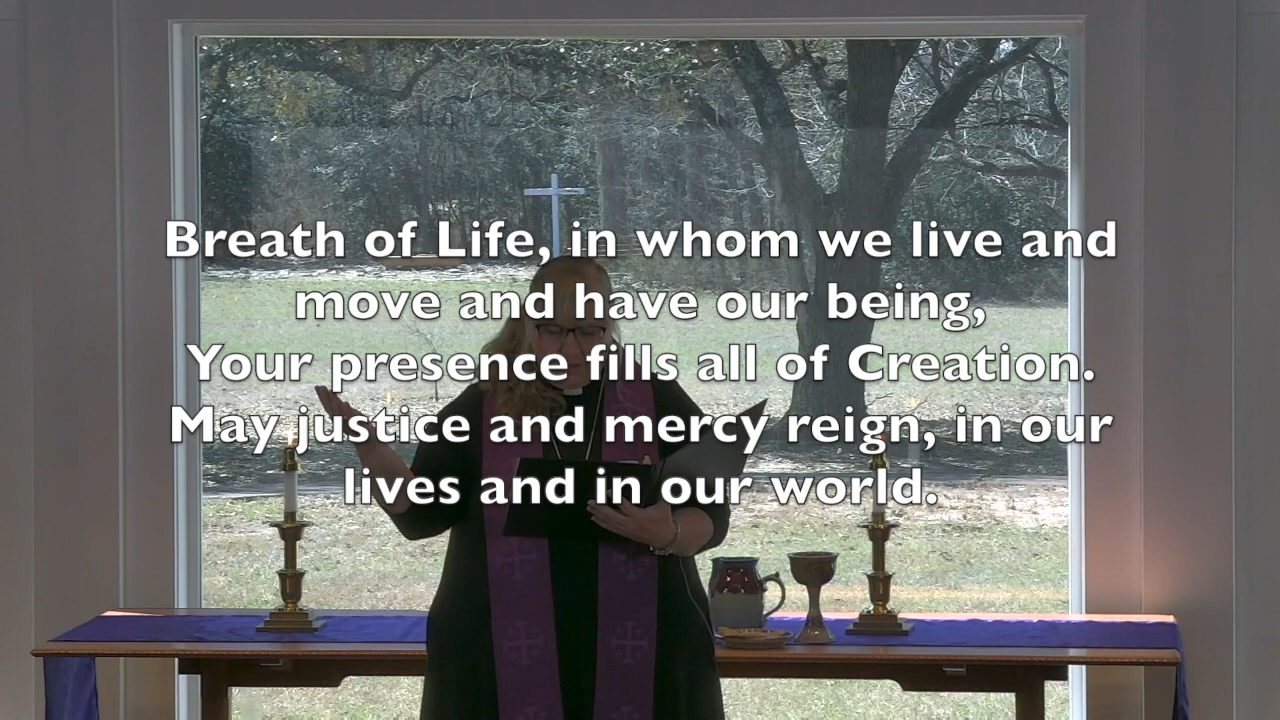 Breath of Life, in whom we live and
move and have our being,
Your presence fills all of Creation.
May justice and mercy reign, in our
lives and in our world.